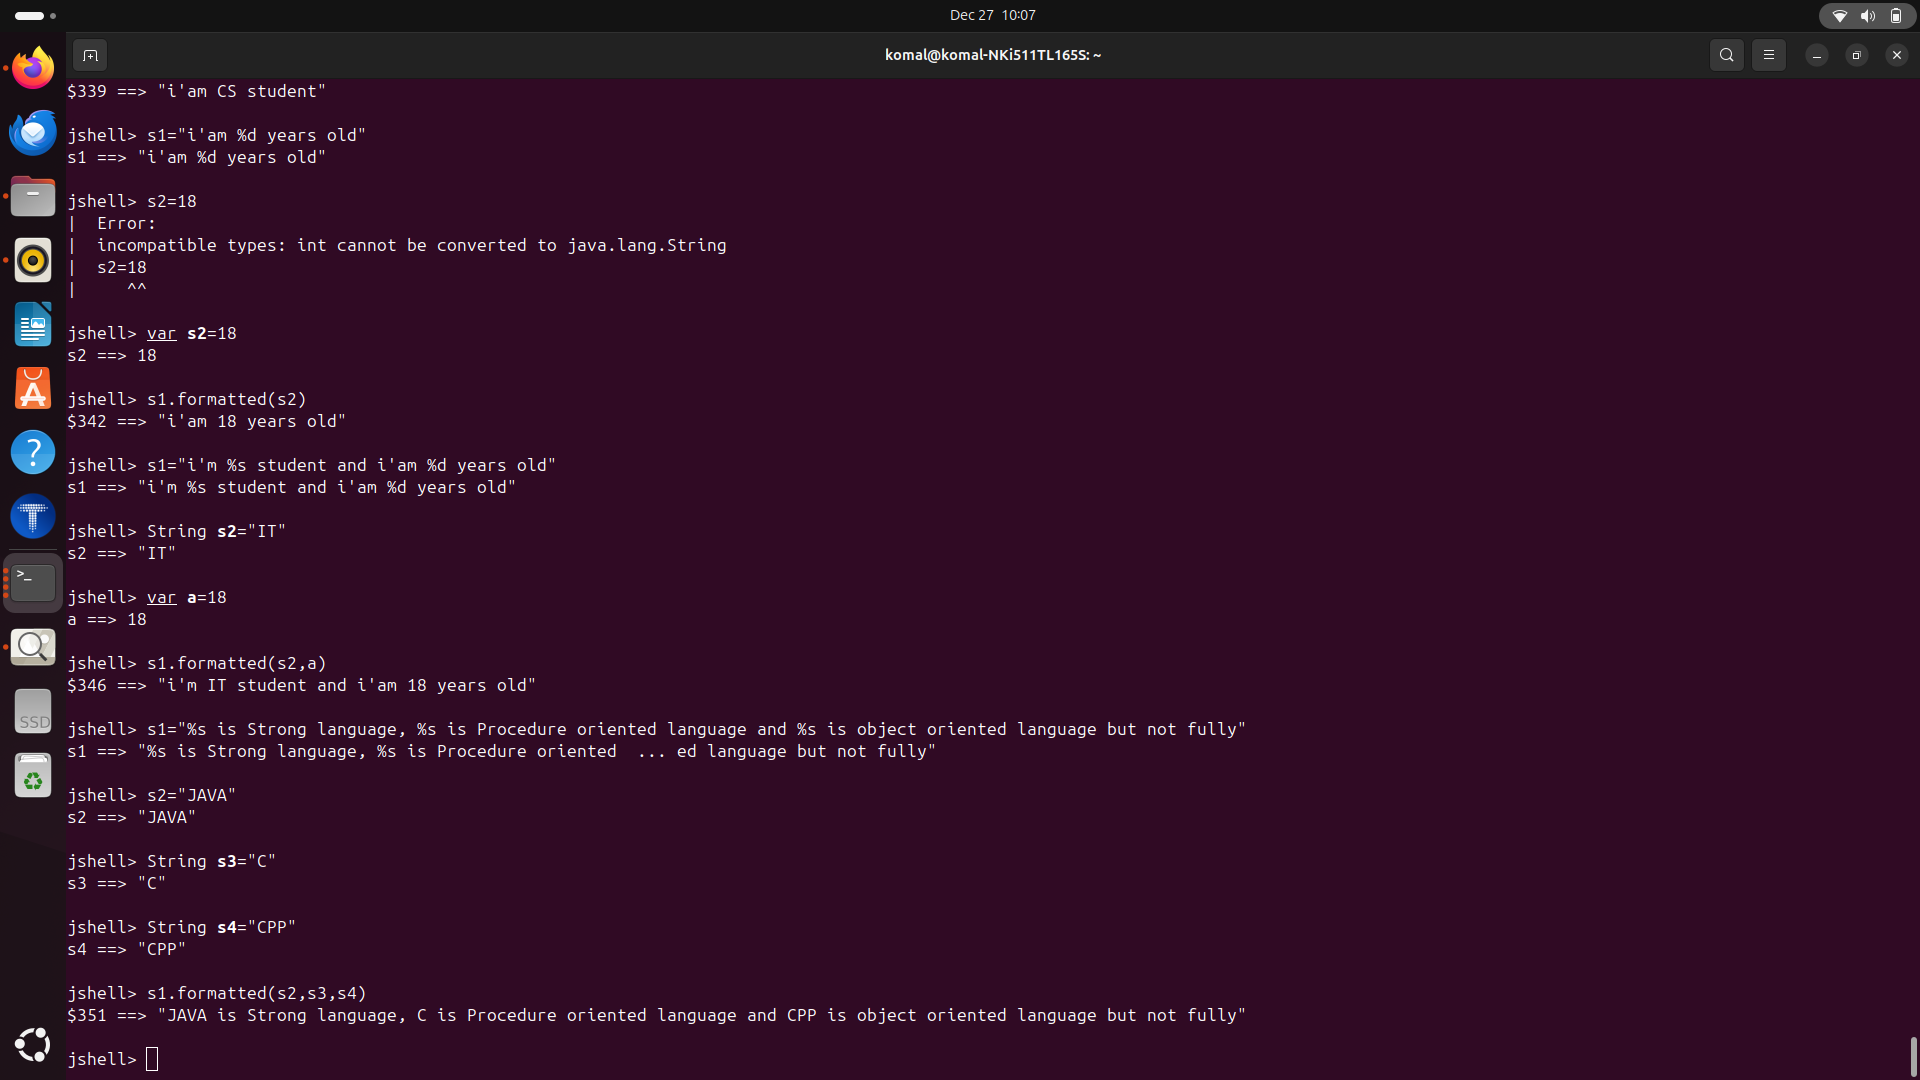 Dec 27 10:07
komal@komal-NKi511TL165S: ~
$339 ==> "i'am CS student"
jshell> s1="i'am %d years old"
s1 ==> "i'am %d years old"
jshell> s2=18
| Error:
| incompatible types: int cannot be converted to java.lang.String
| s2=18
| ^^
jshell> var s2=18
s2 ==> 18
jshell> s1.formatted(s2)
$342 ==> "i'am 18 years old"
jshell> s1="i'm %s student and i'am %d years old"
s1 ==> "i'm %s student and i'am %d years old"
jshell> String s2="IT"
s2 ==> "IT"
jshell> var a=18
a ==> 18
jshell> s1.formatted(s2,a)
$346 ==> "i'm IT student and i'am 18 years old"
jshell> s1="%s is Strong language, %s is Procedure oriented language and %s is object oriented language but not fully"
s1 ==> "%s is Strong language, %s is Procedure oriented  ... ed language but not fully"
jshell> s2="JAVA"
s2 ==> "JAVA"
jshell> String s3="C"
s3 ==> "C"
jshell> String s4="CPP"
s4 ==> "CPP"
jshell> s1.formatted(s2,s3,s4)
$351 ==> "JAVA is Strong language, C is Procedure oriented language and CPP is object oriented language but not fully"
jshell>
SSD